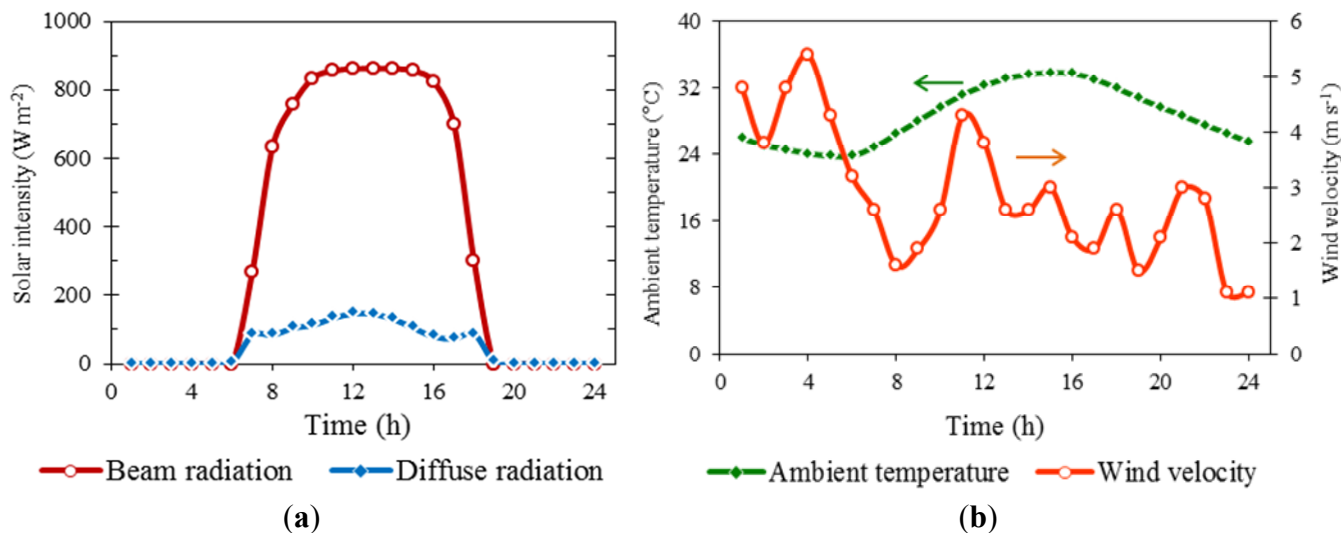 Solar intensity (W m⁻²)
1000
800
600
400
200
0
0 4 8 12 16 20 24
Time (h)
Beam radiation Diffuse radiation
(a)
Ambient temperature (°C)
40
32
24
16
8
0
6
5
4
3
2
1
0
Wind velocity (m s⁻¹)
0 4 8 12 16 20 24
Time (h)
Ambient temperature Wind velocity
(b)